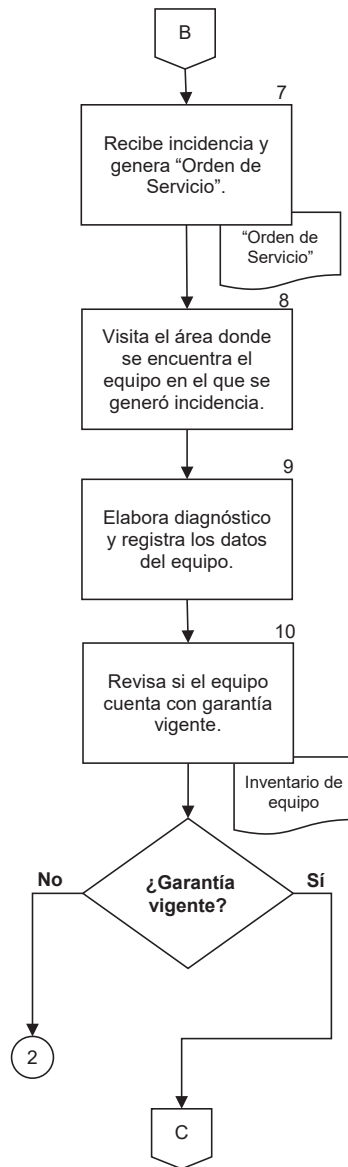 B
7
Recibe incidencia y
genera “Orden de
Servicio”.
“Orden de
Servicio”
8
Visita el área donde
se encuentra el
equipo en el que se
generó incidencia.
9
Elabora diagnóstico
y registra los datos
del equipo.
10
Revisa si el equipo
cuenta con garantía
vigente.
Inventario de
equipo
No
¿Garantía
vigente?
Sí
2
C